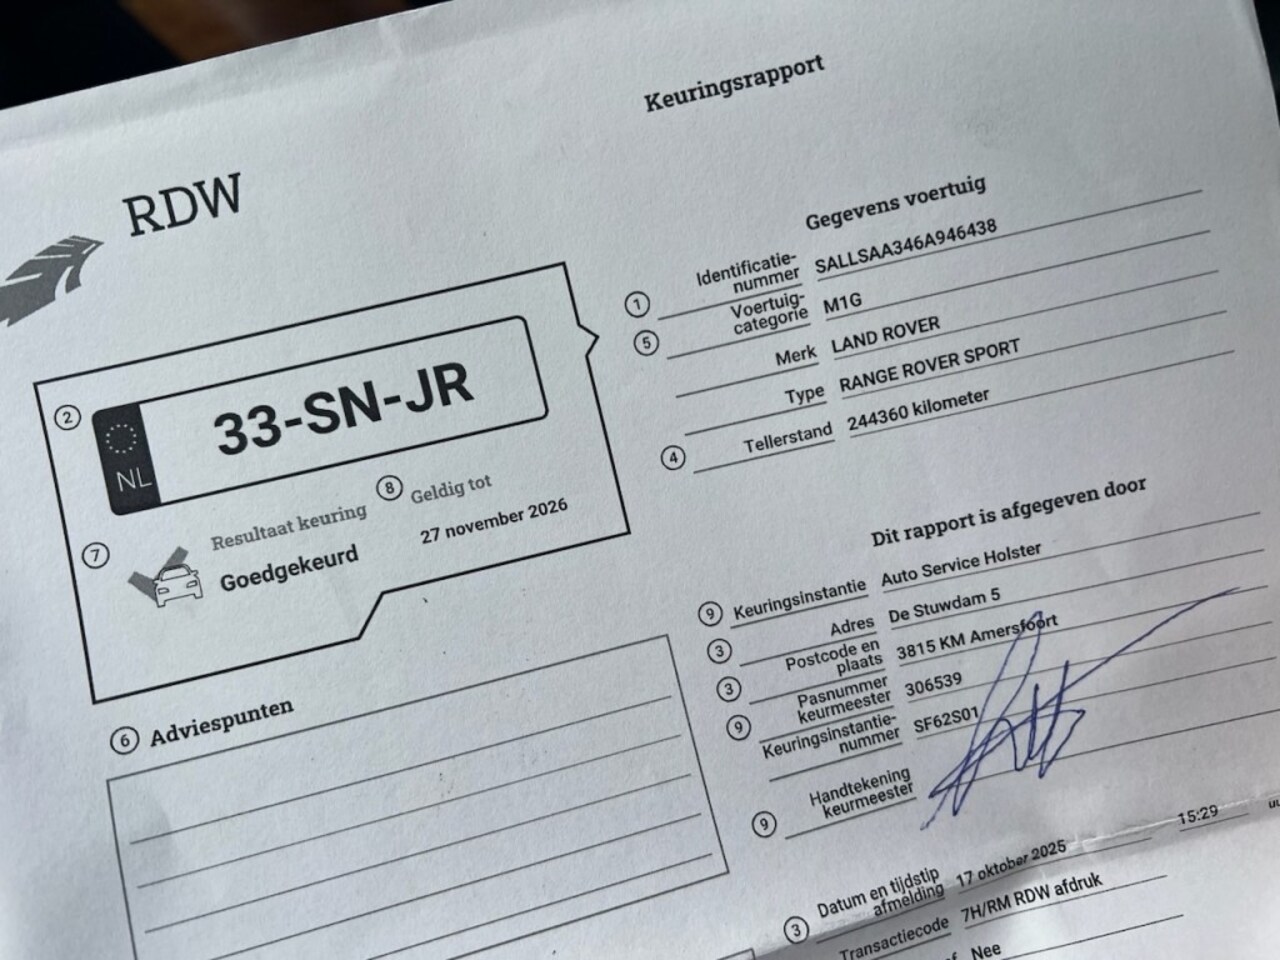 Keuringsrapport
RDW
2
NL
33-SN-JR
7
Resultaat keuring
Goedgekeurd
8
Geldig tot
27 november 2026
6 Adviespunten
Gegevens voertuig
1 Identificatie-
nummer SALLSAA346A946438
5 Voertuig-
categorie M1G
Merk LAND ROVER
Type RANGE ROVER SPORT
4 Tellerstand 244360 kilometer
Dit rapport is afgegeven door
9 Keuringsinstantie Auto Service Holster
3 Adres De Stuwdam 5
3 Postcode en
plaats 3815 KM Amersfoort
9 Pasnummer
keurmeester 306539
Keuringsinstantie-
nummer SF62S01
9 Handtekening
keurmeester
3 Datum en tijdstip
afmelding 17 oktober 2025 15:29
Transactiecode 7H/RM RDW afdruk
Nee